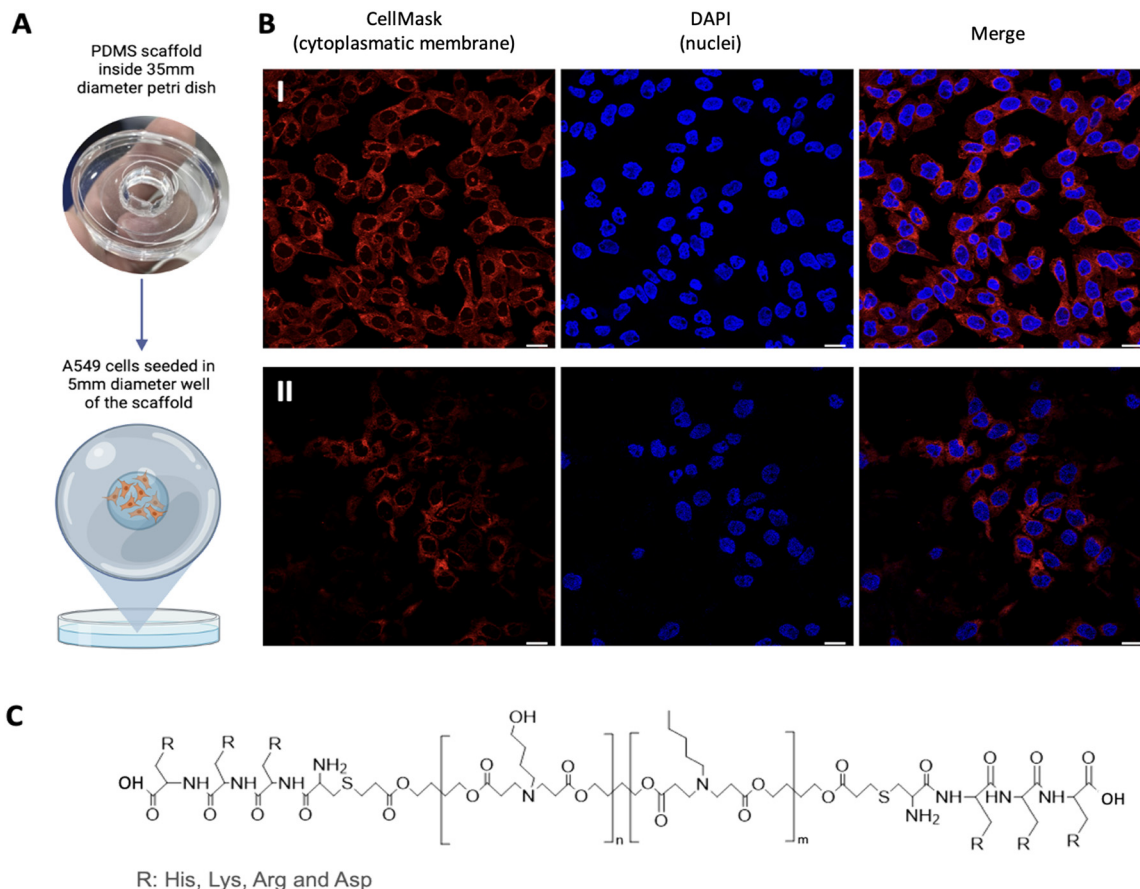 A
PDMS scaffold
inside 35mm
diameter petri dish
A549 cells seeded in
5mm diameter well
of the scaffold
B
CellMask
(cytoplasmatic membrane)
DAPI
(nuclei)
Merge
I
II
C
OH
O
R
NH
O
R
NH
O
R
NH
O
NH2
S
O
O
O
O
OH
N
O
O
n
O
O
N
O
O
m
O
O
S
NH2
O
NH
R
O
H
N
R
O
NH
R
O
OH
R: His, Lys, Arg and Asp